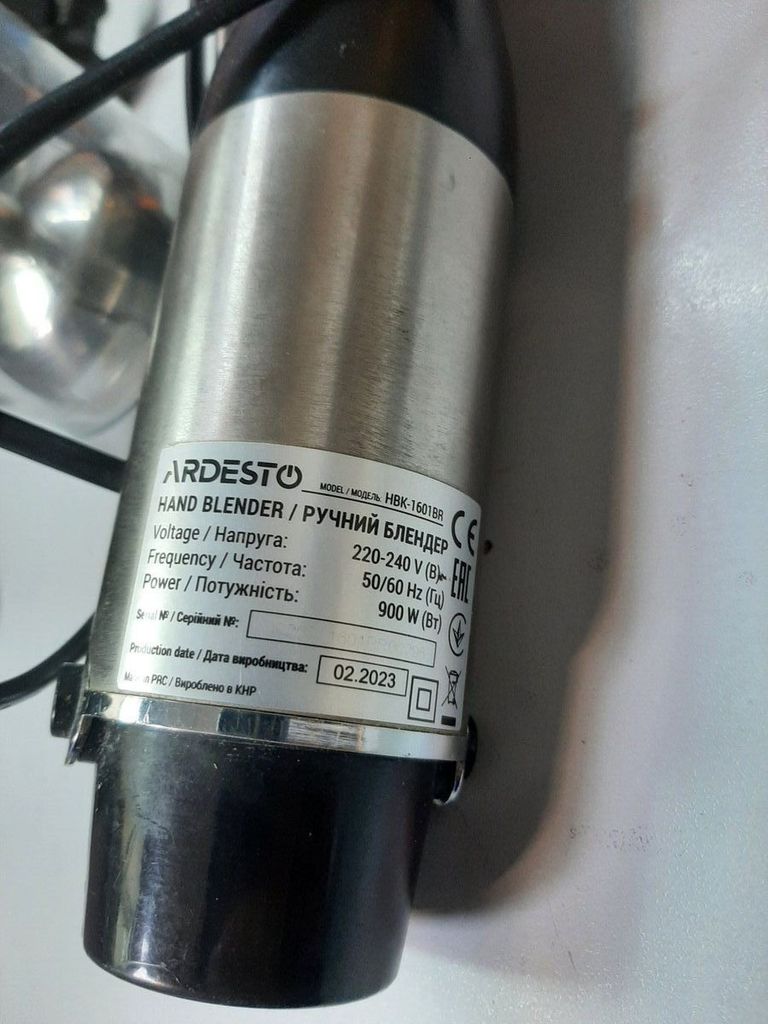 ARDESTO
MODEL / МОДЕЛЬ: HBK-1601BR
HAND BLENDER / РУЧНИЙ БЛЕНДЕР
Voltage / Напруга: 220-240 V (В)~
Frequency / Частота: 50/60 Hz (Гц)
Power / Потужність: 900 W (Вт)
Serial № / Серійний №:
Production date / Дата виробництва: 02.2023
Made in PRC / Вироблено в КНР
CE
EAC